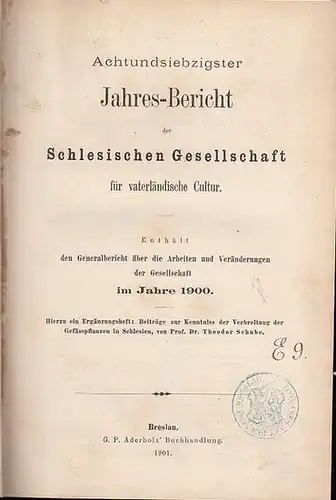 Achtundsiebzigster
Jahres-Bericht
der
Schlesischen Gesellschaft
für vaterländische Cultur.
Enthält
den Generalbericht über die Arbeiten und Veränderungen
der Gesellschaft
im Jahre 1900.
Hierzu ein Ergänzungsheft: Beiträge zur Kenntniss der Verbreitung der
Gefässpflanzen in Schlesien, von Prof. Dr. Theodor Schube.
E 9.
Breslau.
G. P. Aderholz' Buchhandlung.
1901.